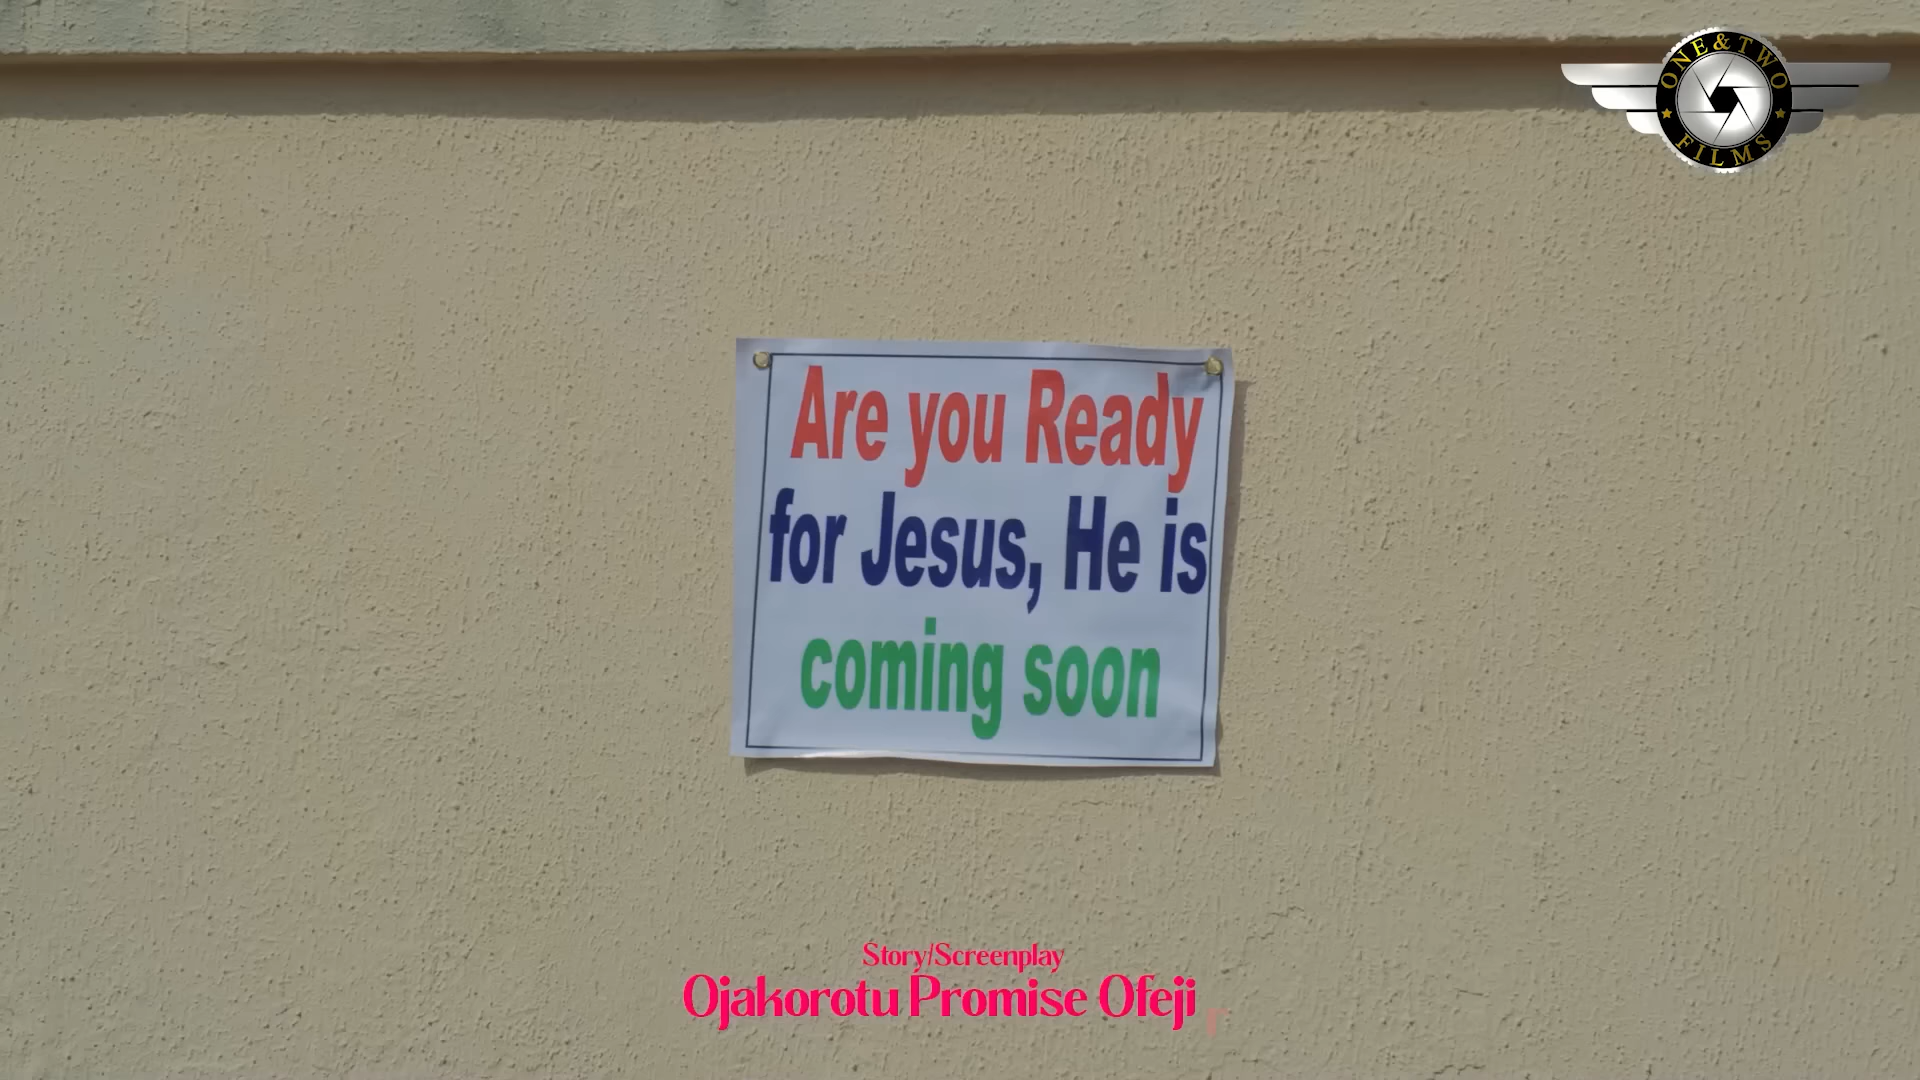 ONE&TWO
FILMS
Are you Ready
for Jesus, He is
coming soon
Story/Screenplay
Ojakorotu Promise Ofeji